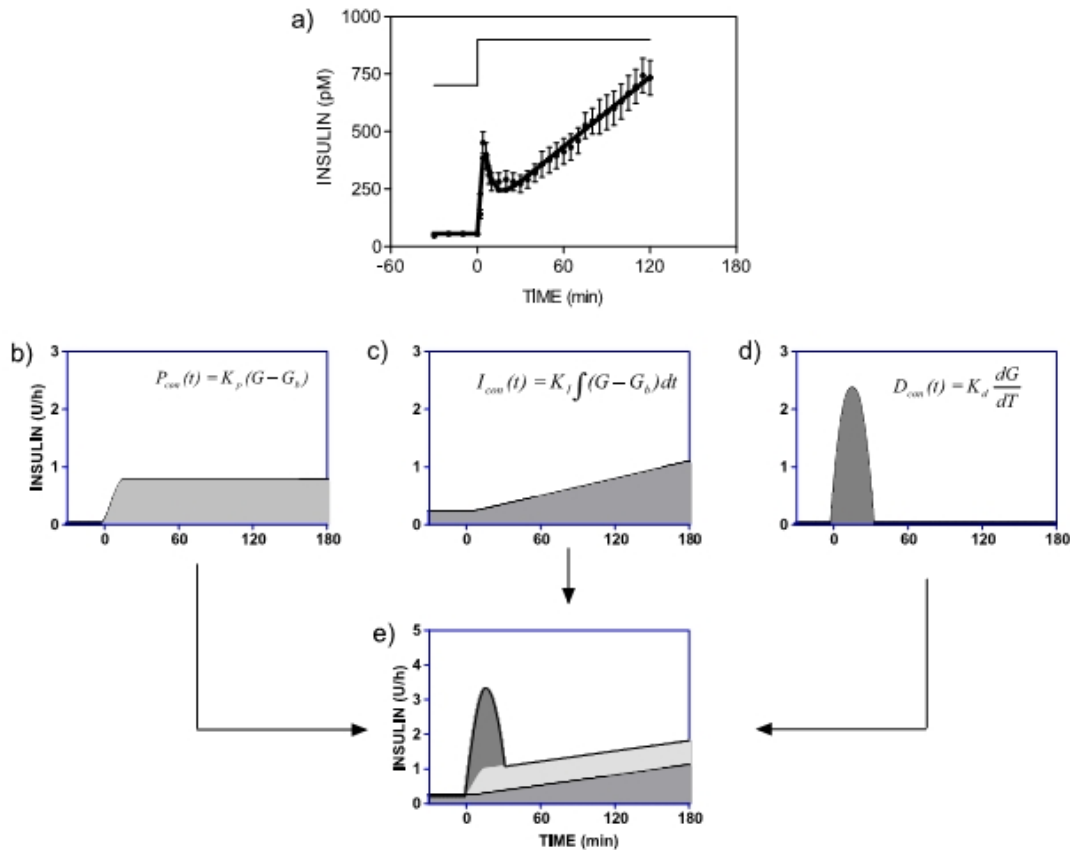 a)
1000
750
500
250
0
INSULIN (pM)
-60 0 60 120 180
TIME (min)
b)
3
2
1
0
INSULIN (U/h)
P_con(t) = K_p(G−G_b)
0 60 120 180
c)
3
2
1
0
I_con(t) = K_I∫(G−G_b)dt
0 60 120 180
d)
3
2
1
0
D_con(t) = K_d dG/dT
0 60 120 180
e)
5
4
3
2
1
0
INSULIN (U/h)
0 60 120 180
TIME (min)